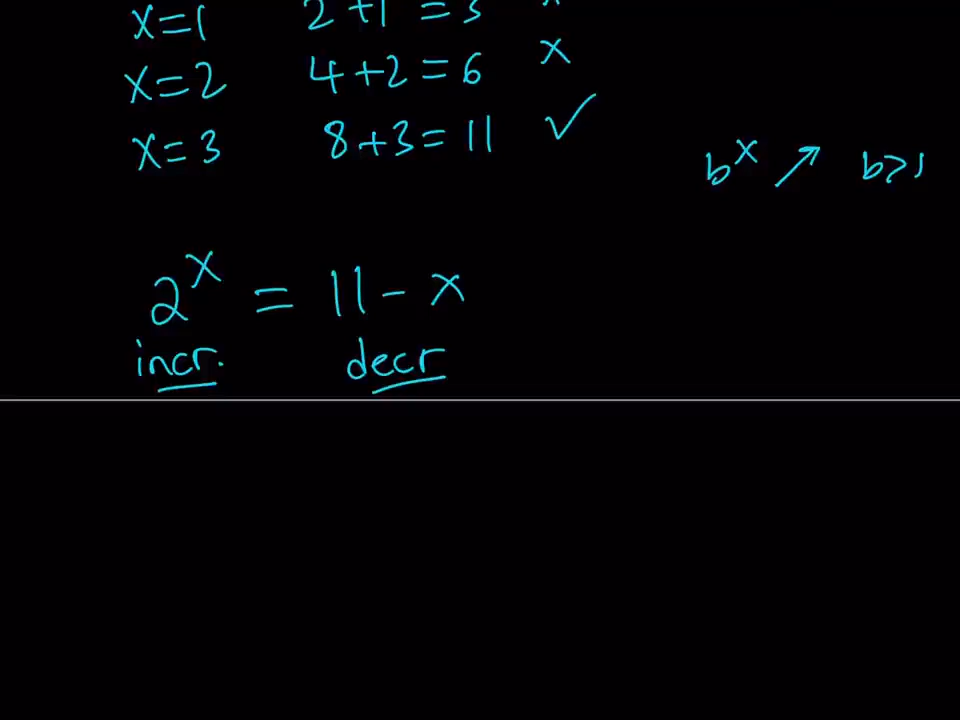 x=1 2+1=3 x
x=2 4+2=6 x
x=3 8+3=11 ✓
b^x ↗ b>1
2^x = 11-x
incr. decr